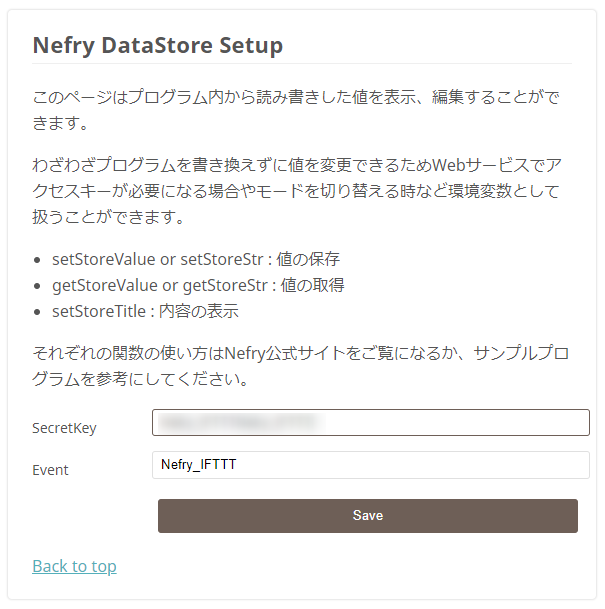 Nefry DataStore Setup
このページはプログラム内から読み書きした値を表示、編集することがで
きます。
わざわざプログラムを書き換えずに値を変更できるためWebサービスでア
クセスキーが必要になる場合やモードを切り替える時など環境変数として
扱うことができます。
• setStoreValue or setStoreStr : 値の保存
• getStoreValue or getStoreStr : 値の取得
• setStoreTitle : 内容の表示
それぞれの関数の使い方はNefry公式サイトをご覧になるか、サンプルプロ
グラムを参考にしてください。
SecretKey
Event Nefry_IFTTT
Save
Back to top